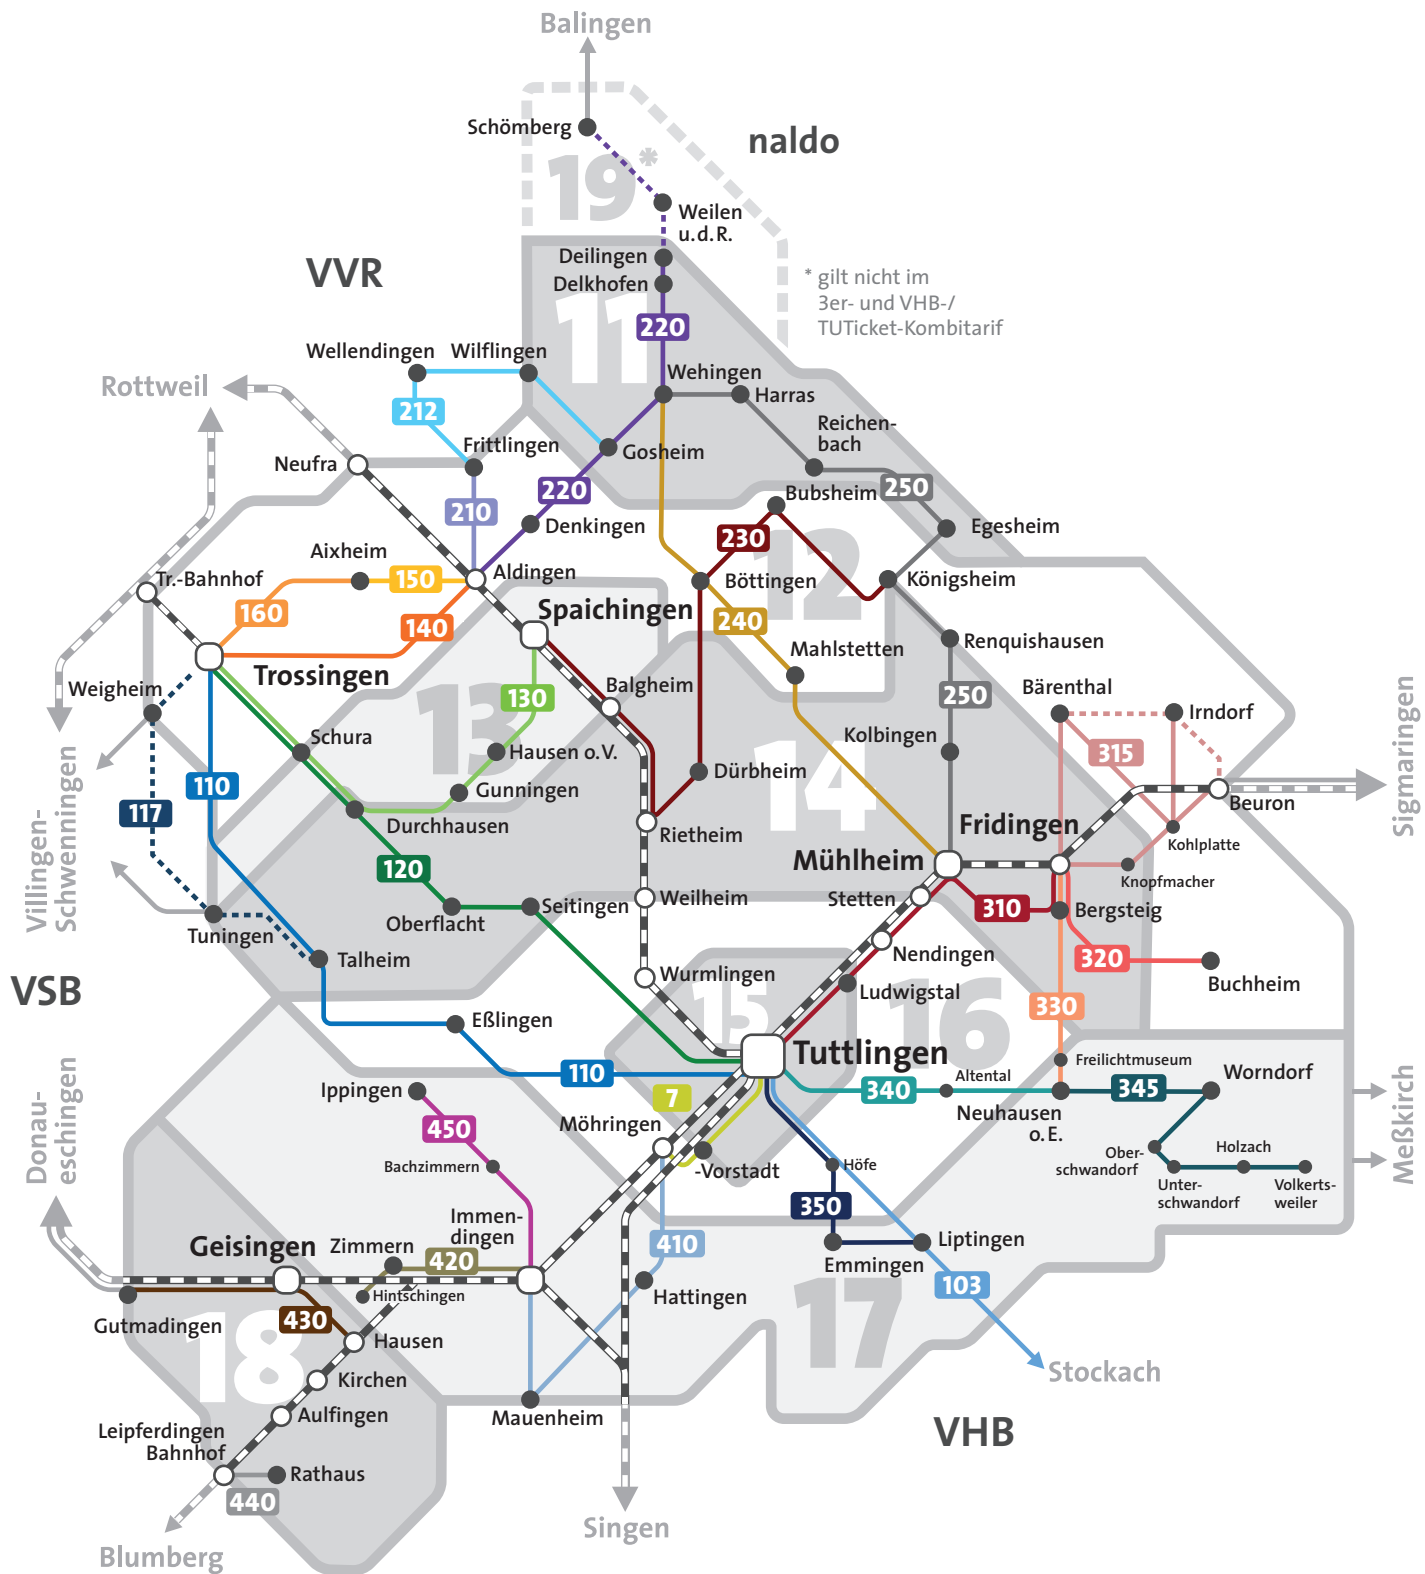 Balingen
Schömberg
naldo
19*
Weilen
u.d.R.
Deilingen
Delkhofen
VVR
* gilt nicht im
3er- und VHB-/
TUTicket-Kombitarif
11
220
Wellendingen
Wilflingen
Wehingen
Harras
Rottweil
212
Reichen-
bach
Frittlingen
Gosheim
Neufra
250
220
Bubsheim
210
Denkingen
Egesheim
230
12
Aixheim
Tr.-Bahnhof
150
Aldingen
Böttingen
Königsheim
160
Spaichingen
140
240
Renquishausen
Mahlstetten
Trossingen
Weigheim
13
130
Balgheim
250
Bärenthal
Irndorf
Sigmaringen
Schura
Hausen o.V.
Kolbingen
315
14
Dürbheim
110
117
Gunningen
Beuron
Durchhausen
Rietheim
Fridingen
Kohlplatte
Villingen-
Schwenningen
120
Mühlheim
Knopfmacher
Stetten
Weilheim
310
Bergsteig
Oberflacht
Seitingen
Tuningen
Nendingen
320
Talheim
Wurmlingen
Ludwigstal
Buchheim
VSB
15
16
330
Eßlingen
Tuttlingen
Freilichtmuseum
Donau-
eschingen
110
Altental
345
Worndorf
Ippingen
7
340
Neuhausen
o.E.
Meßkirch
450
Möhringen
Bachzimmern
-Vorstadt
Höfe
Ober-
schwandorf
Holzach
Unter-
schwandorf
Volkerts-
weiler
350
Immen-
dingen
Geisingen
Zimmern
420
410
Liptingen
Emmingen
103
Hintschingen
Hattingen
17
Gutmadingen
430
18
Hausen
Kirchen
Stockach
Aulfingen
Mauenheim
Leipferdingen
Bahnhof
VHB
Rathaus
440
Singen
Blumberg